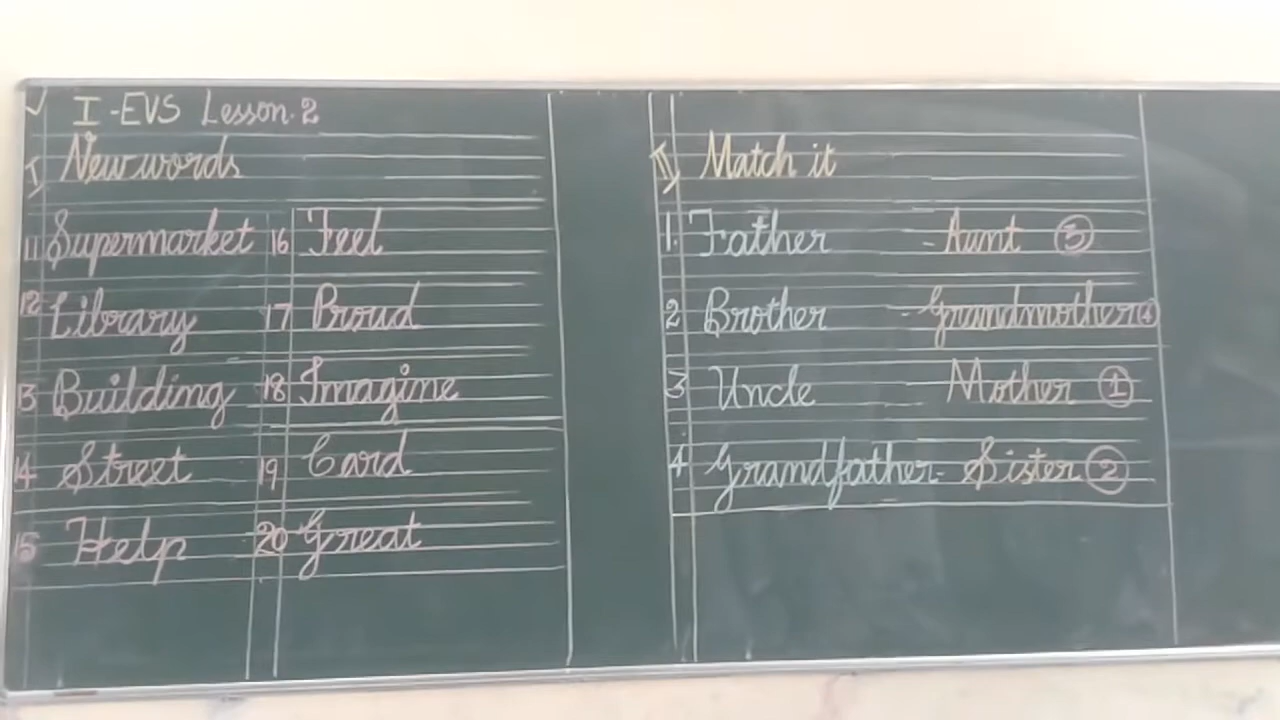 I - EVS Lesson. 2
I New words
11 Supermarket 16 Feel
12 Library 17 Proud
13 Building 18 Imagine
14 Street 19 Card
15 Help 20 Great
II Match it
1. Father - Aunt ③
2 Brother - Grandmother ④
3 Uncle Mother ①
4 Grandfather - Sister ②